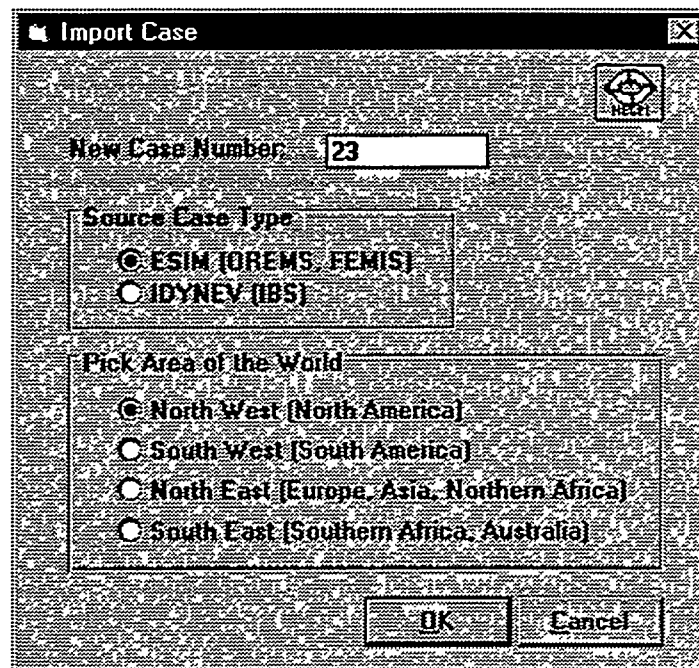 Import Case
New Case Number: 23
Source Case Type
ESIM (OREMS, FEMIS)
IDYNEV (IBS)
Pick Area of the World
North West (North America)
South West (South America)
North East (Europe, Asia, Northern Africa)
South East (Southern Africa, Australia)
OK Cancel